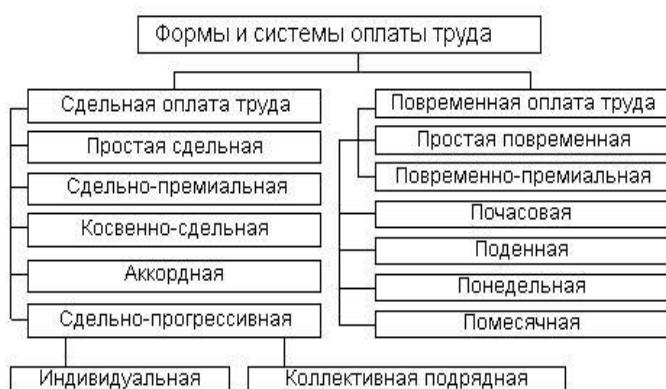 Формы и системы оплаты труда
Сдельная оплата труда
Простая сдельная
Сдельно-премиальная
Косвенно-сдельная
Аккордная
Сдельно-прогрессивная
Индивидуальная
Коллективная подрядная
Повременная оплата труда
Простая повременная
Повременно-премиальная
Почасовая
Поденная
Понедельная
Помесячная